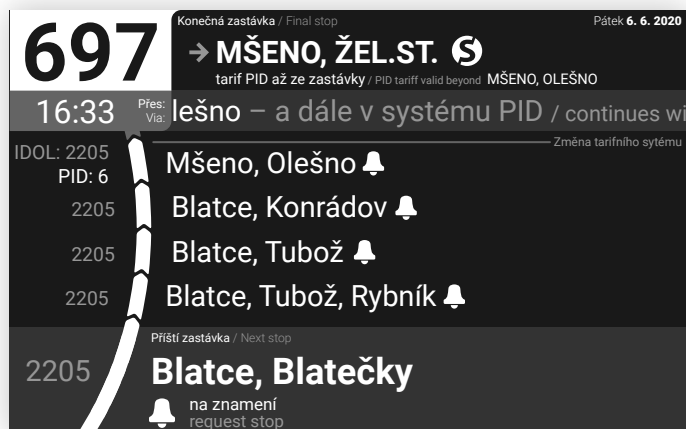 697
Konečná zastávka / Final stop
Pátek 6. 6. 2020
MŠENO, ŽEL.ST. S
tarif PID až ze zastávky / PID tariff valid beyond MŠENO, OLEŠNO
16:33
Přes:
Via:
lešno – a dále v systému PID / continues wi
Změna tarifního sytému
IDOL: 2205
PID: 6
Mšeno, Olešno
2205 Blatce, Konrádov
2205 Blatce, Tubož
2205 Blatce, Tubož, Rybník
Příští zastávka / Next stop
2205 Blatce, Blatečky
na znamení
request stop